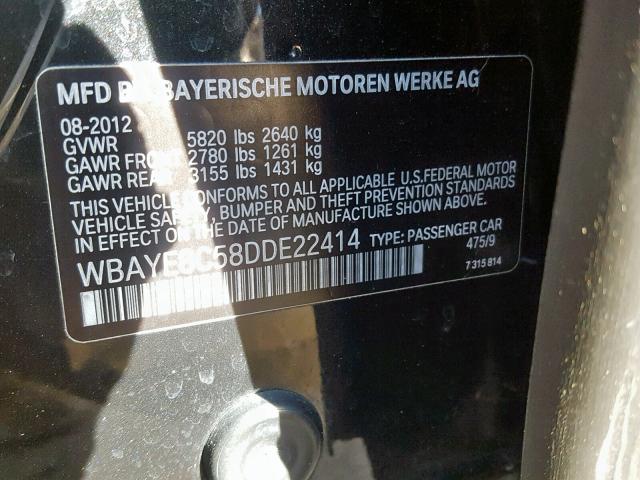 MFD BY BAYERISCHE MOTOREN WERKE AG
08-2012
GVWR 5820 lbs 2640 kg
GAWR FRONT 2780 lbs 1261 kg
GAWR REAR 3155 lbs 1431 kg
THIS VEHICLE CONFORMS TO ALL APPLICABLE U.S.FEDERAL MOTOR
VEHICLE SAFETY, BUMPER AND THEFT PREVENTION STANDARDS
IN EFFECT ON THE DATE OF MANUFACTURE SHOWN ABOVE.
WBAYE8C58DDE22414 TYPE: PASSENGER CAR
475/9
7 315 814